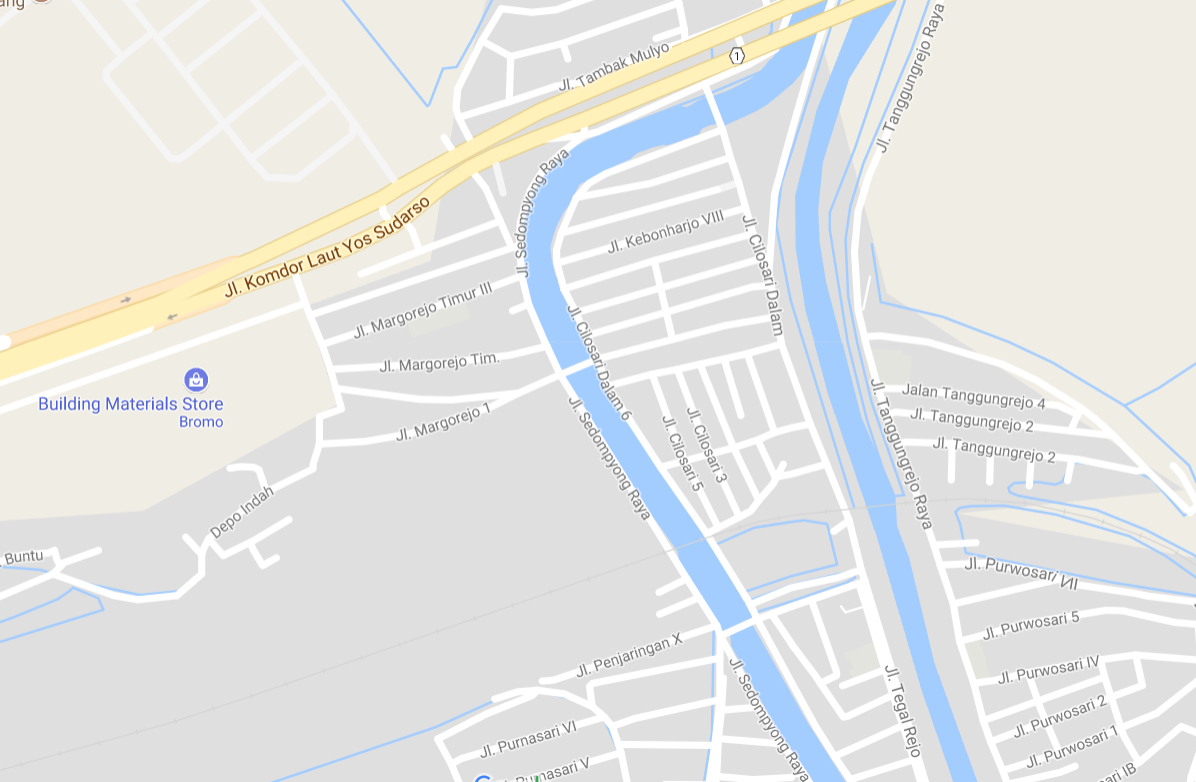 ang
Jl. Tambak Mulyo
1
Jl. Tanggungrejo Raya
Jl. Sedompyong Raya
Jl. Komdor Laut Yos Sudarso
Jl. Kebonharjo VIII
Jl. Cilosari Dalam
Jl. Margorejo Timur III
Jl. Cilosari Dalam 6
Jl. Margorejo Tim.
Building Materials Store
Bromo
Jl. Margorejo 1
Jl. Sedompyong Raya
Jl. Cilosari 5
Jl. Cilosari 3
Jl. Tanggungrejo Raya
Jalan Tanggungrejo 4
Jl. Tanggungrejo 2
Jl. Tanggungrejo 2
Depo Indah
Buntu
Jl. Purwosari VII
Jl. Purwosari 5
Jl. Penjaringan X
Jl. Sedompyong Raya
Jl. Tegal Rejo
Jl. Purwosari IV
Jl. Purwosari 2
Jl. Purwosari 1
sari IB
Jl. Purnasari VI
Jl. Purnasari V